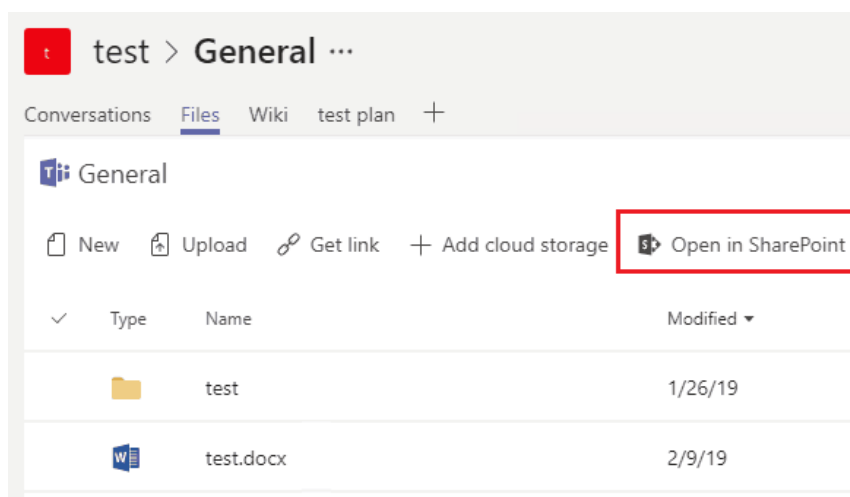 t test > General ...
Conversations Files Wiki test plan +
General
New Upload Get link + Add cloud storage Open in SharePoint
Type Name Modified
test 1/26/19
test.docx 2/9/19